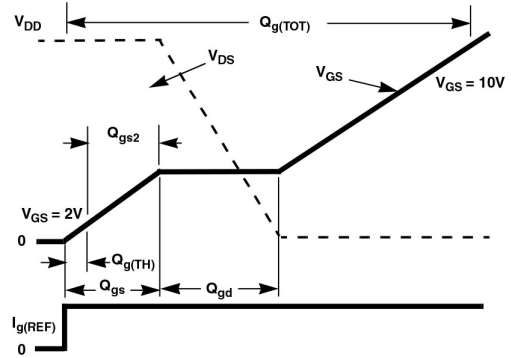 V_DD
Q_g(TOT)
V_DS
V_GS
V_GS = 10V
Q_gs2
V_GS = 2V
0
Q_g(TH)
Q_gs
Q_gd
I_g(REF)
0